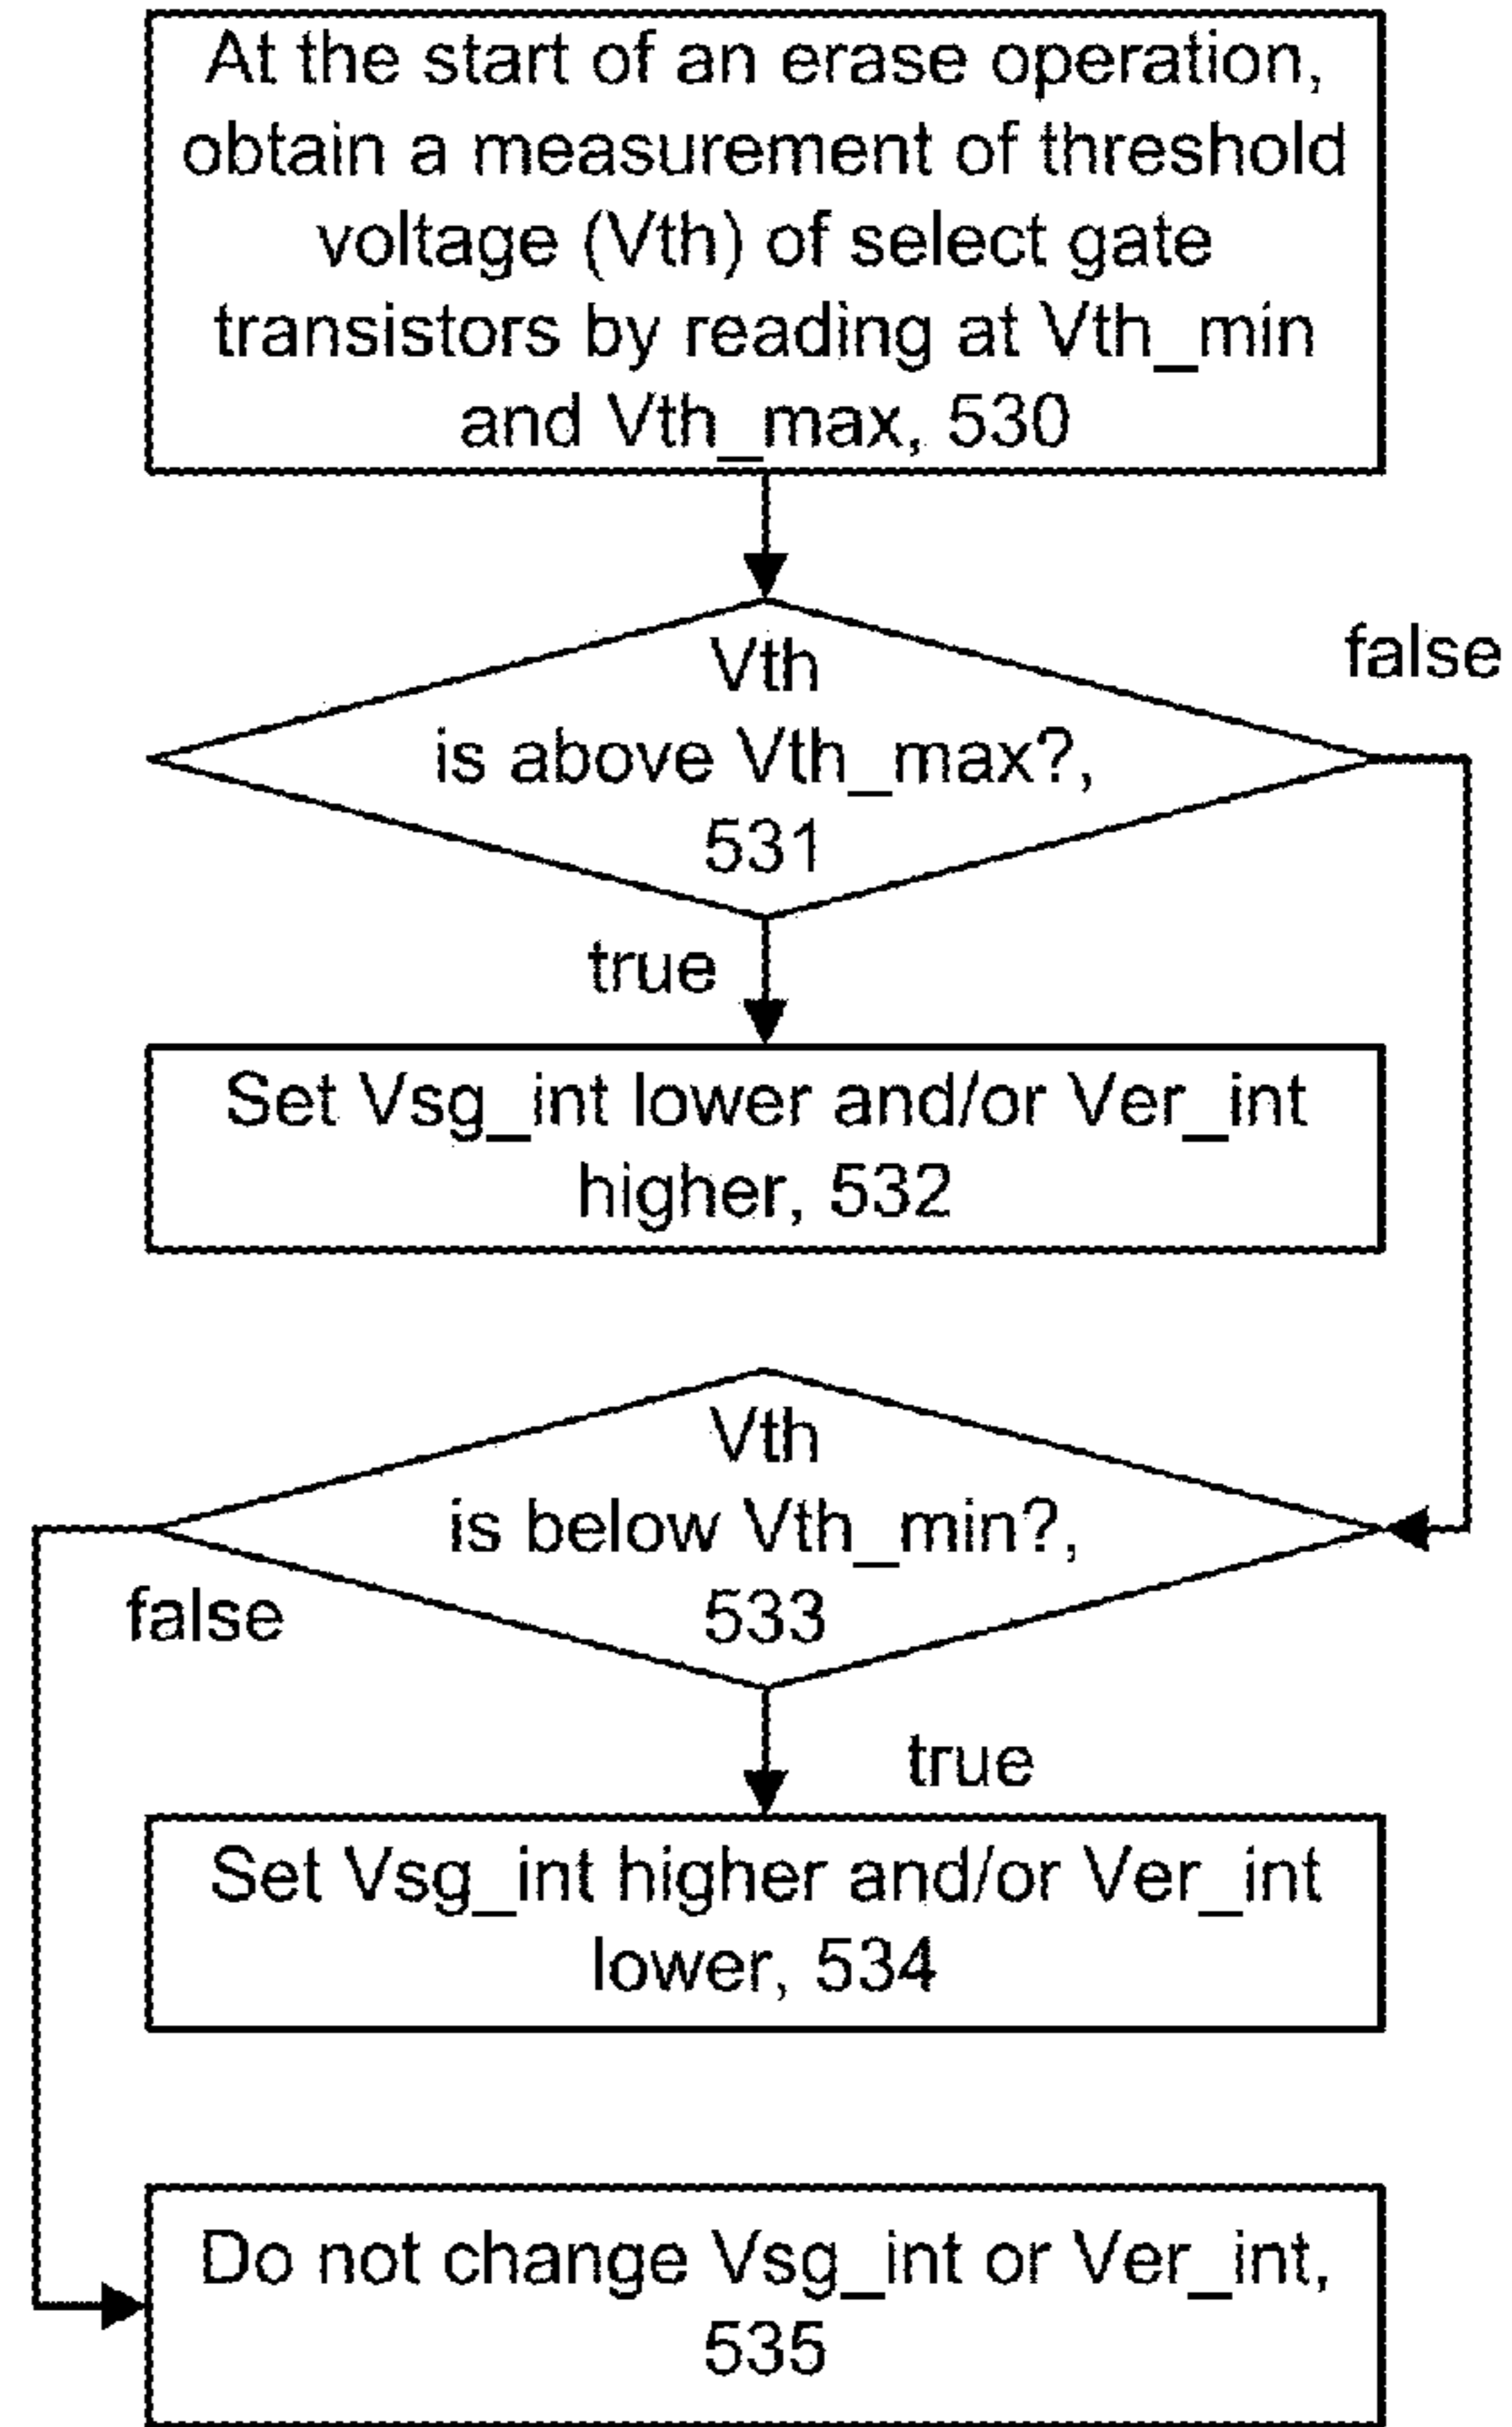 At the start of an erase operation,
obtain a measurement of threshold
voltage (Vth) of select gate
transistors by reading at Vth_min
and Vth_max, 530
Vth
is above Vth_max?,
531
false
true
Set Vsg_int lower and/or Ver_int
higher, 532
Vth
is below Vth_min?,
533
false
true
Set Vsg_int higher and/or Ver_int
lower, 534
Do not change Vsg_int or Ver_int,
535